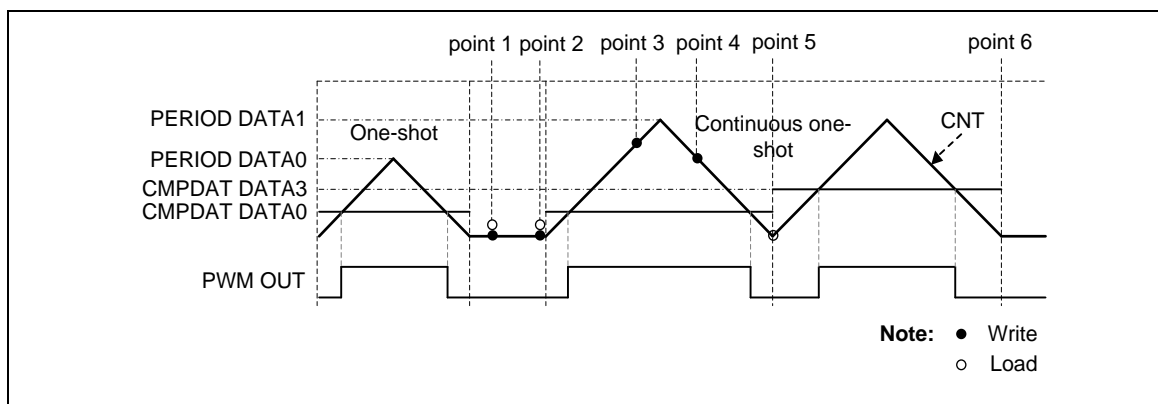 point 1 point 2 point 3 point 4 point 5 point 6
PERIOD DATA1
One-shot
Continuous one-
shot
CNT
PERIOD DATA0
CMPDAT DATA3
CMPDAT DATA0
PWM OUT
Note: ● Write
○ Load